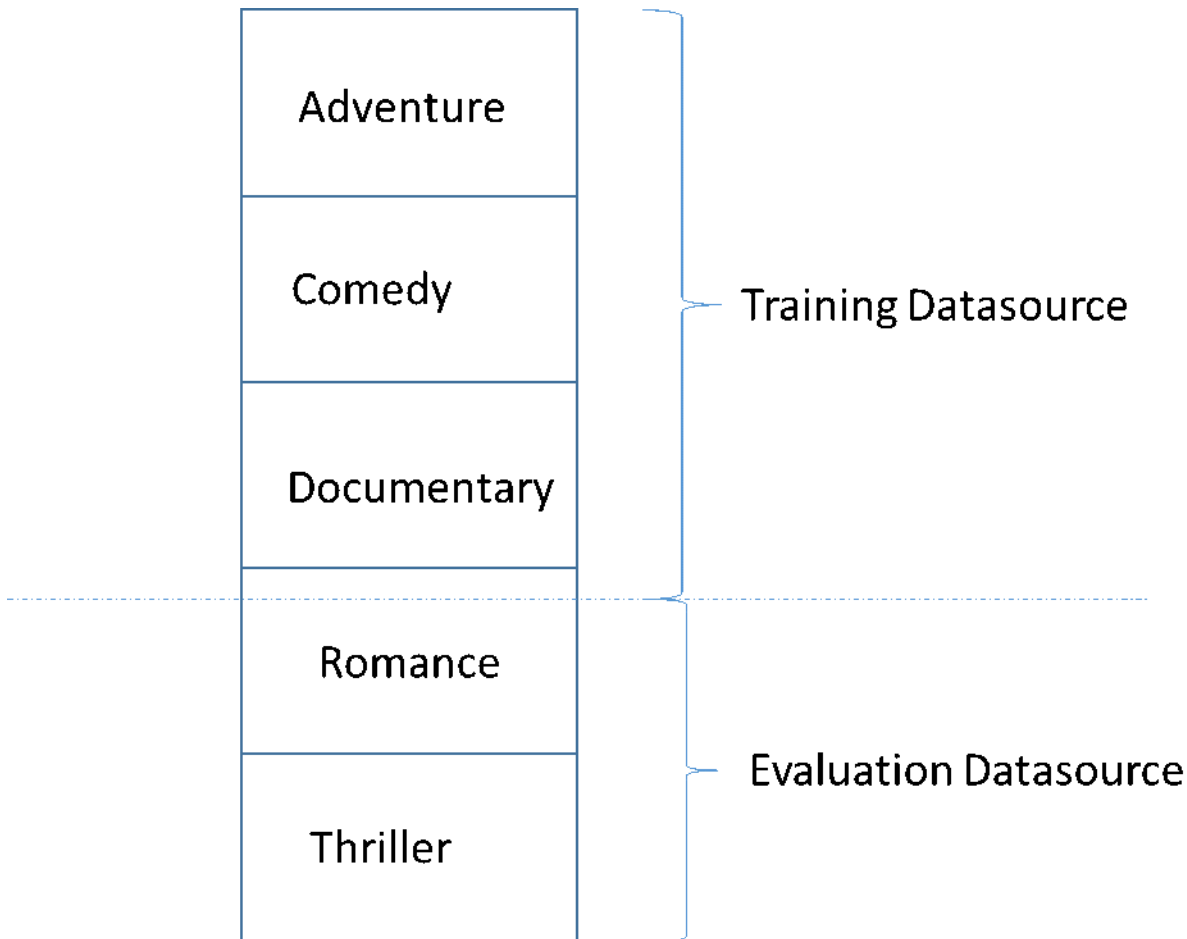 Adventure
Comedy
Training Datasource
Documentary
Romance
Evaluation Datasource
Thriller